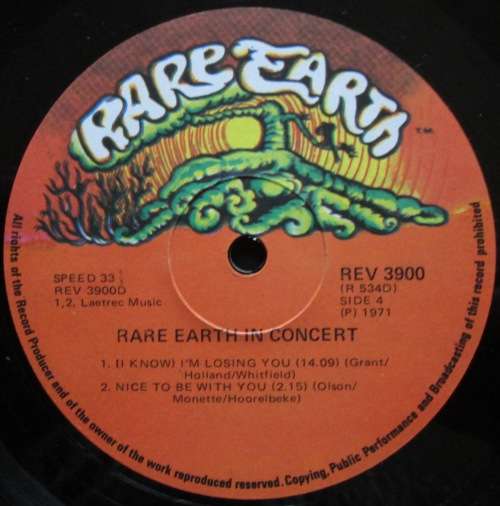 RARE EARTH
T.M.
SPEED 33⅓
REV 3900D
1,2, Laetrec Music
REV 3900
(R 534D)
SIDE 4
(P) 1971
RARE EARTH IN CONCERT
1. (I KNOW) I'M LOSING YOU (14.09) (Grant/
Holland/Whitfield)
2. NICE TO BE WITH YOU (2.15) (Olson/
Monette/Hoorelbeke)
All rights of the Record Producer and of the owner of the work reproduced reserved. Copying, Public Performance and Broadcasting of this record prohibited